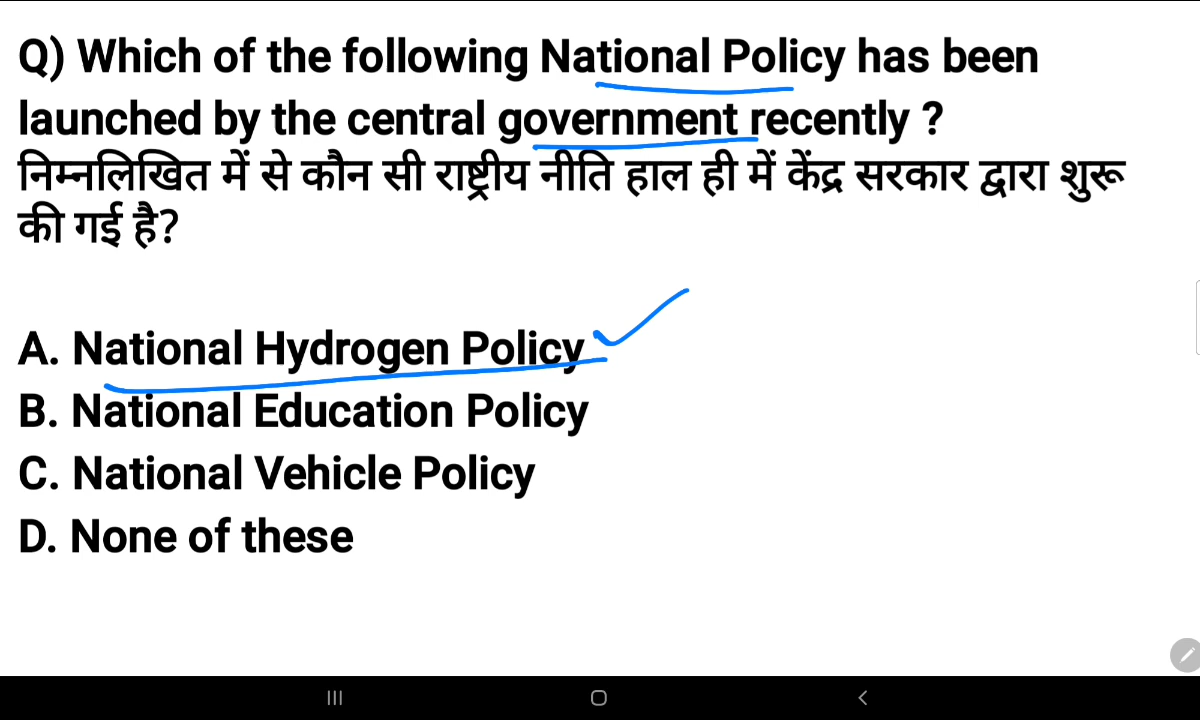 Q) Which of the following National Policy has been
launched by the central government recently ?
निम्नलिखित में से कौन सी राष्ट्रीय नीति हाल ही में केंद्र सरकार द्वारा शुरू
की गई है?
A. National Hydrogen Policy
B. National Education Policy
C. National Vehicle Policy
D. None of these